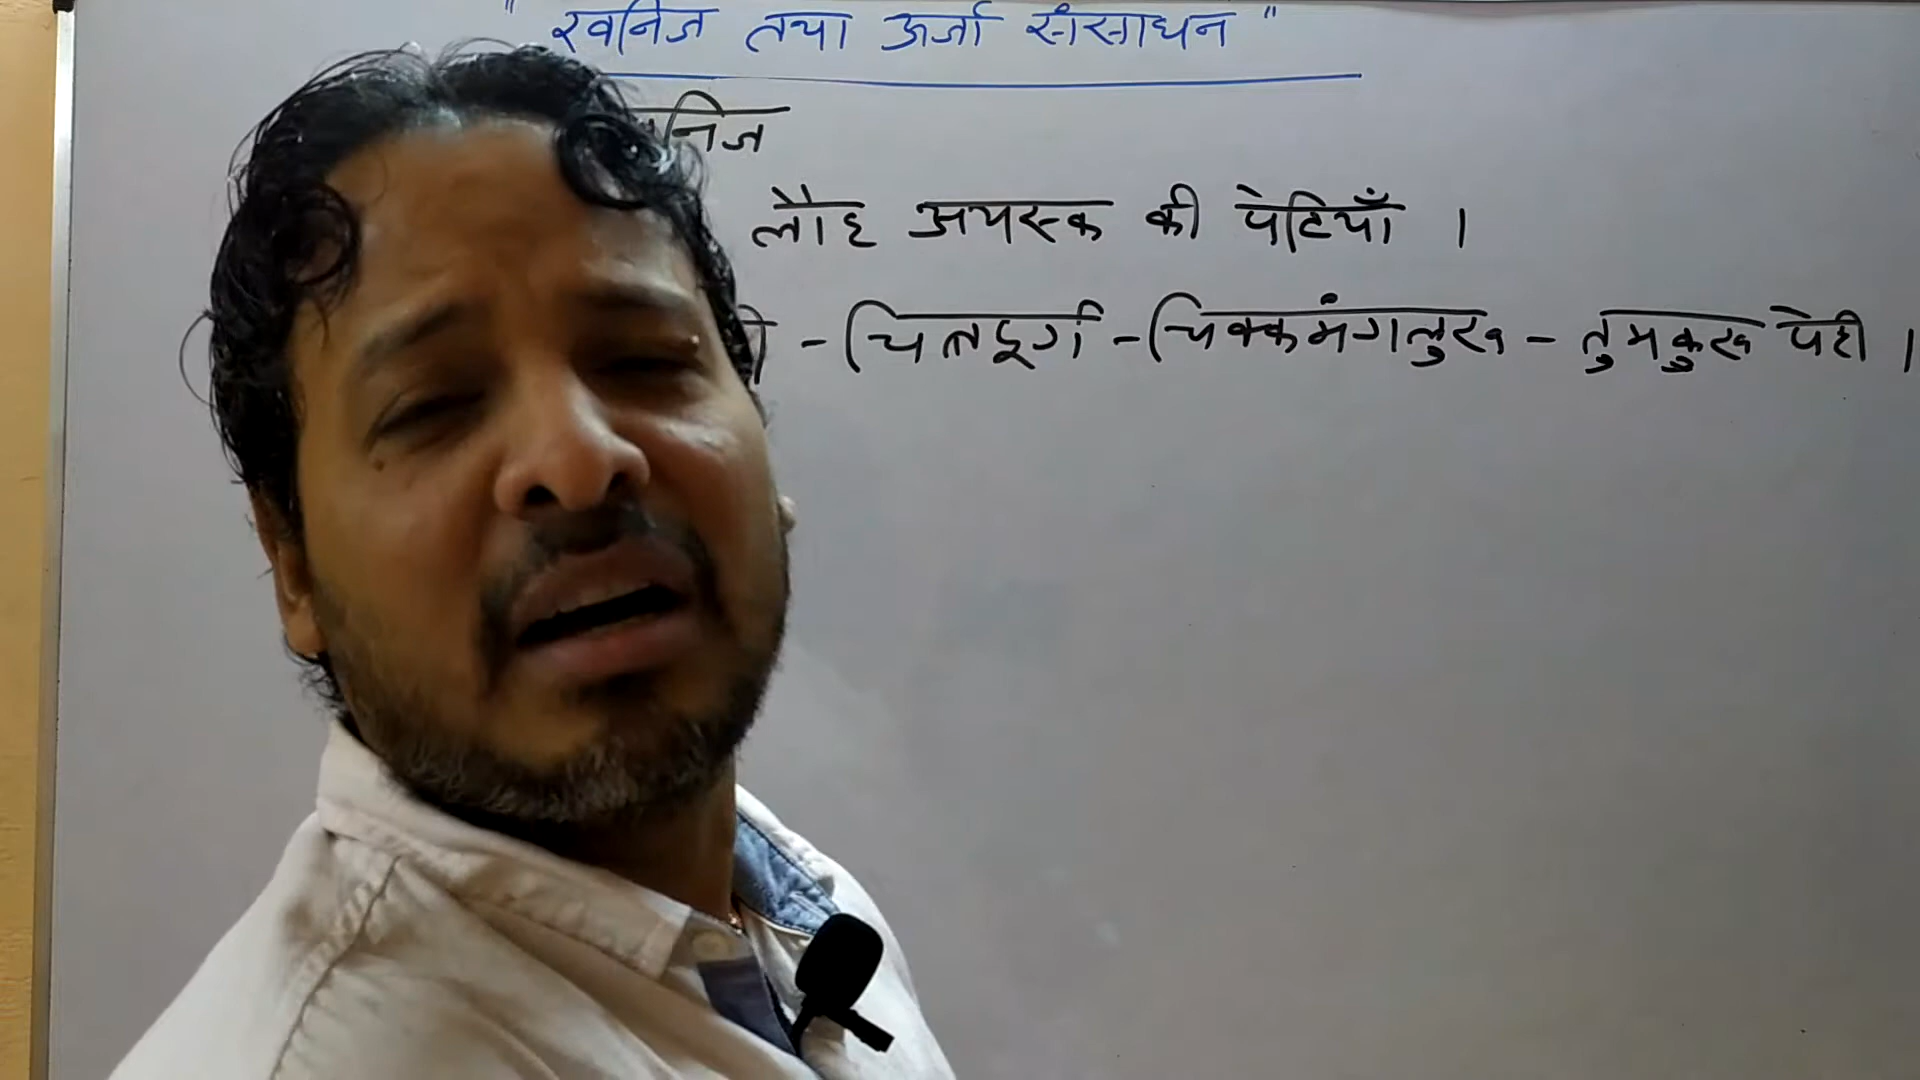 " खनिज तथा ऊर्जा संसाधन "
लौह अयस्क की पेटियाँ ।
- चित्रदुर्ग - चिक्कमंगलुरु - तुमकुरु पेटी ।